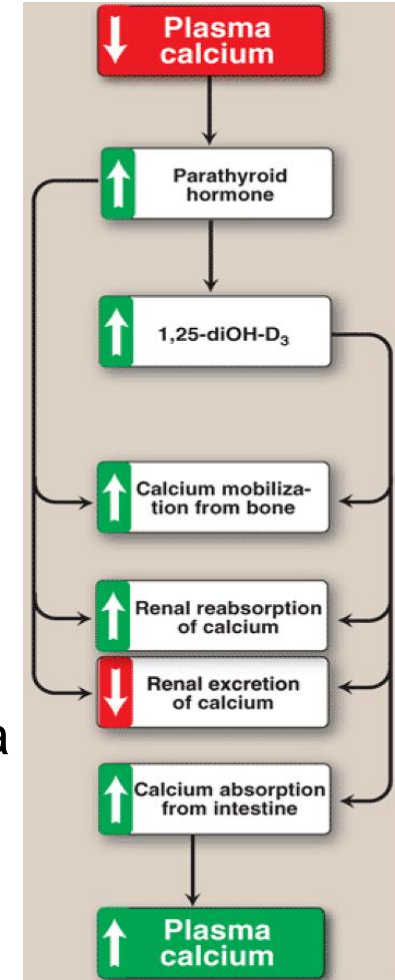 Plasma
calcium
Parathyroid
hormone
1,25-diOH-D₃
Calcium mobiliza-
tion from bone
Renal reabsorption
of calcium
Renal excretion
of calcium
a
Calcium absorption
from intestine
Plasma
calcium